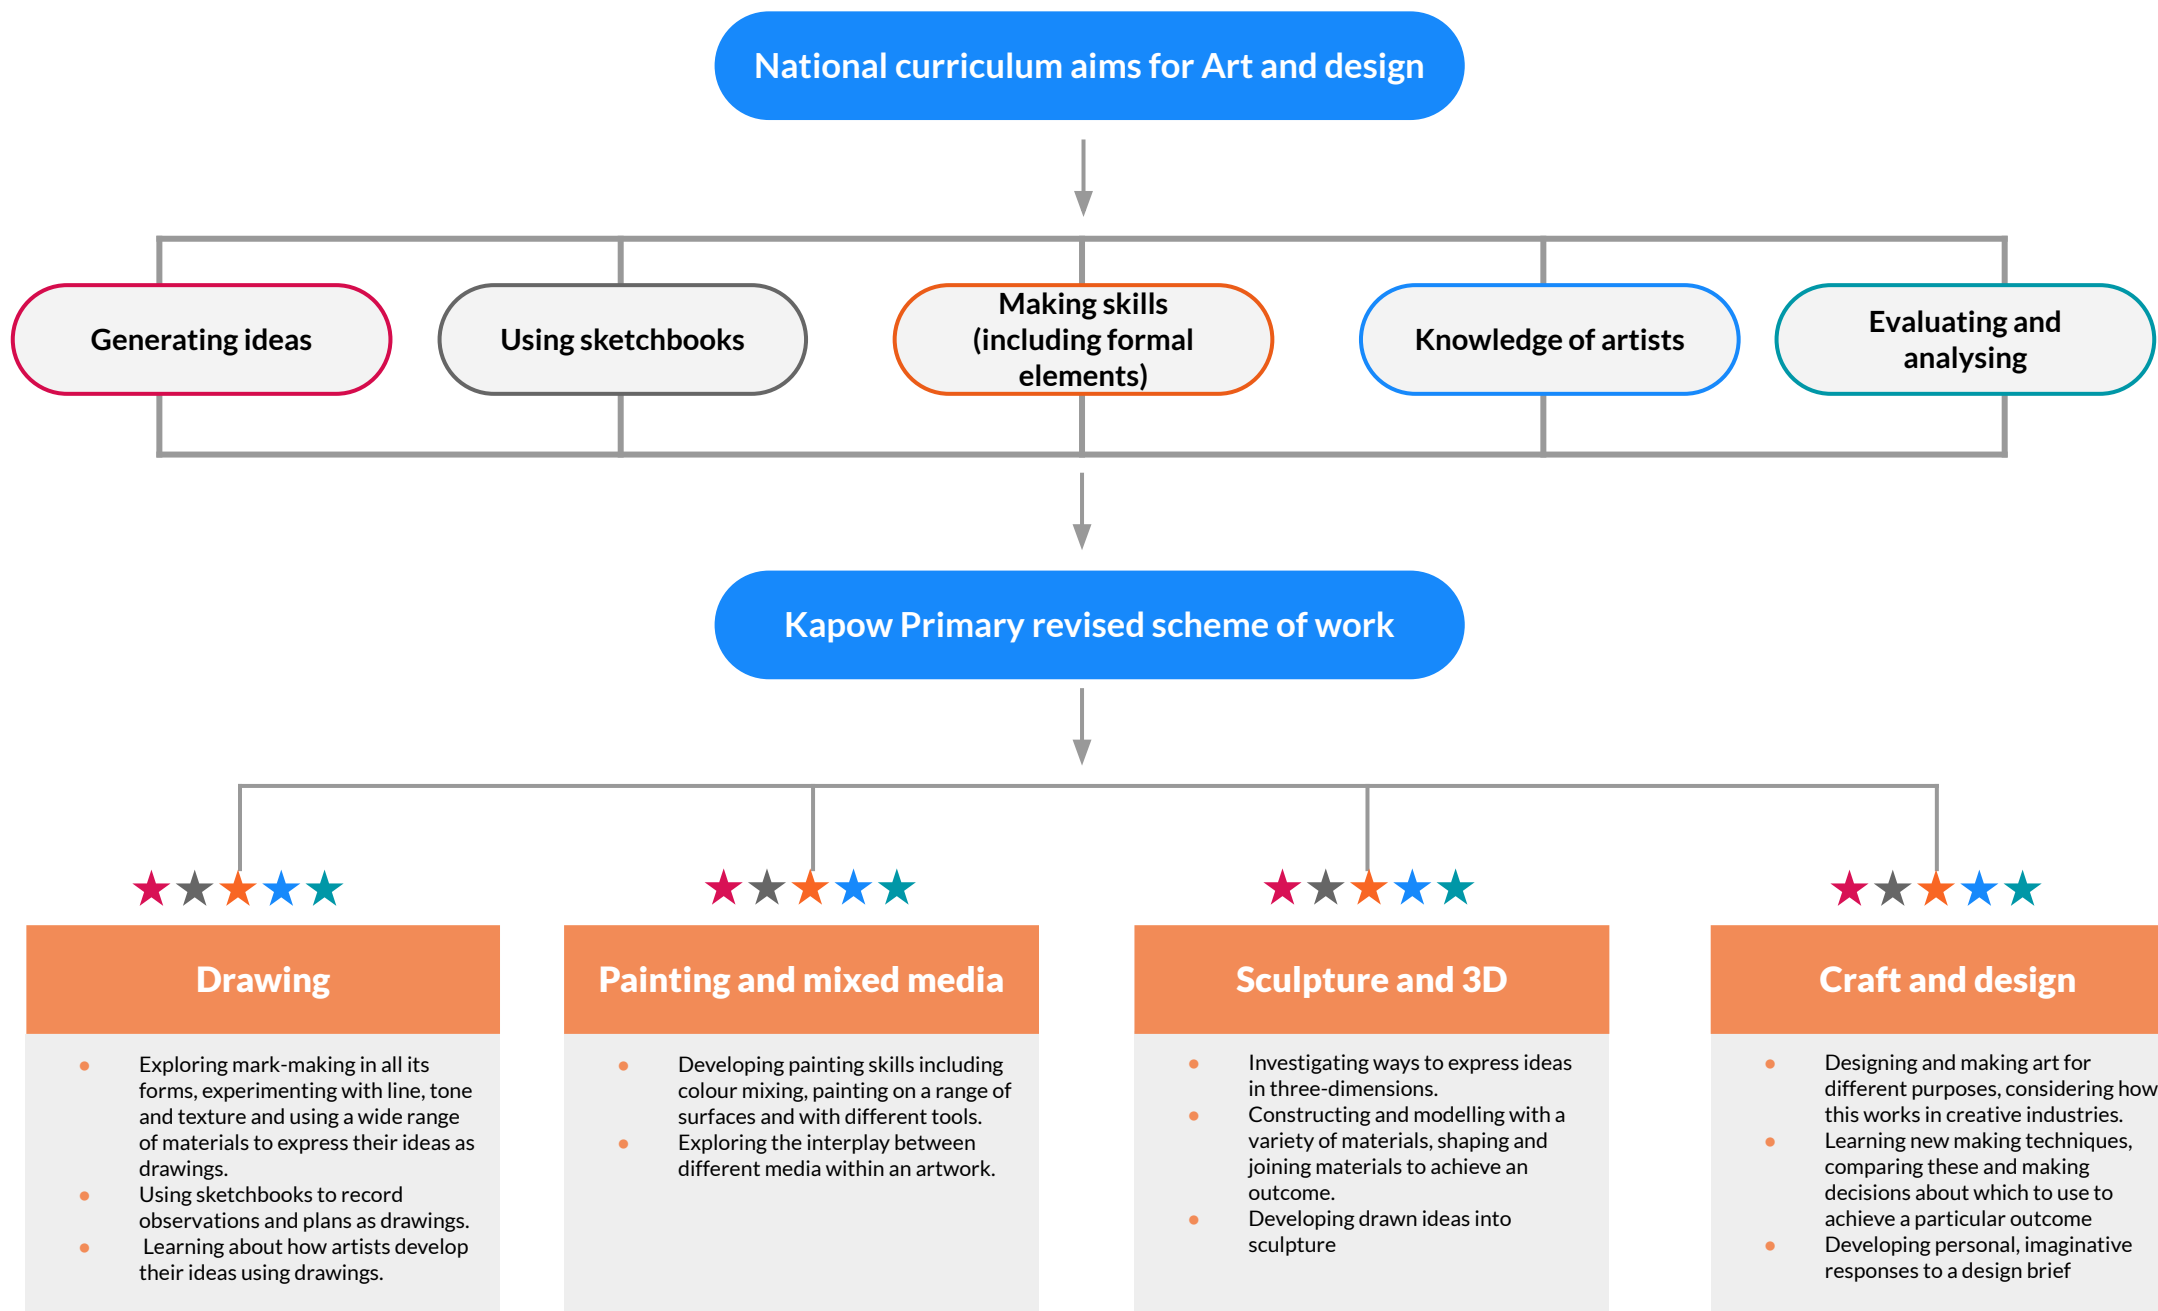 National curriculum aims for Art and design
Generating ideas
Using sketchbooks
Making skills
(including formal
elements)
Knowledge of artists
Evaluating and
analysing
Kapow Primary revised scheme of work
Drawing
● Exploring mark-making in all its
forms, experimenting with line, tone
and texture and using a wide range
of materials to express their ideas as
drawings.
● Using sketchbooks to record
observations and plans as drawings.
● Learning about how artists develop
their ideas using drawings.
Painting and mixed media
● Developing painting skills including
colour mixing, painting on a range of
surfaces and with different tools.
● Exploring the interplay between
different media within an artwork.
Sculpture and 3D
● Investigating ways to express ideas
in three-dimensions.
● Constructing and modelling with a
variety of materials, shaping and
joining materials to achieve an
outcome.
● Developing drawn ideas into
sculpture
Craft and design
● Designing and making art for
different purposes, considering how
this works in creative industries.
● Learning new making techniques,
comparing these and making
decisions about which to use to
achieve a particular outcome
● Developing personal, imaginative
responses to a design brief